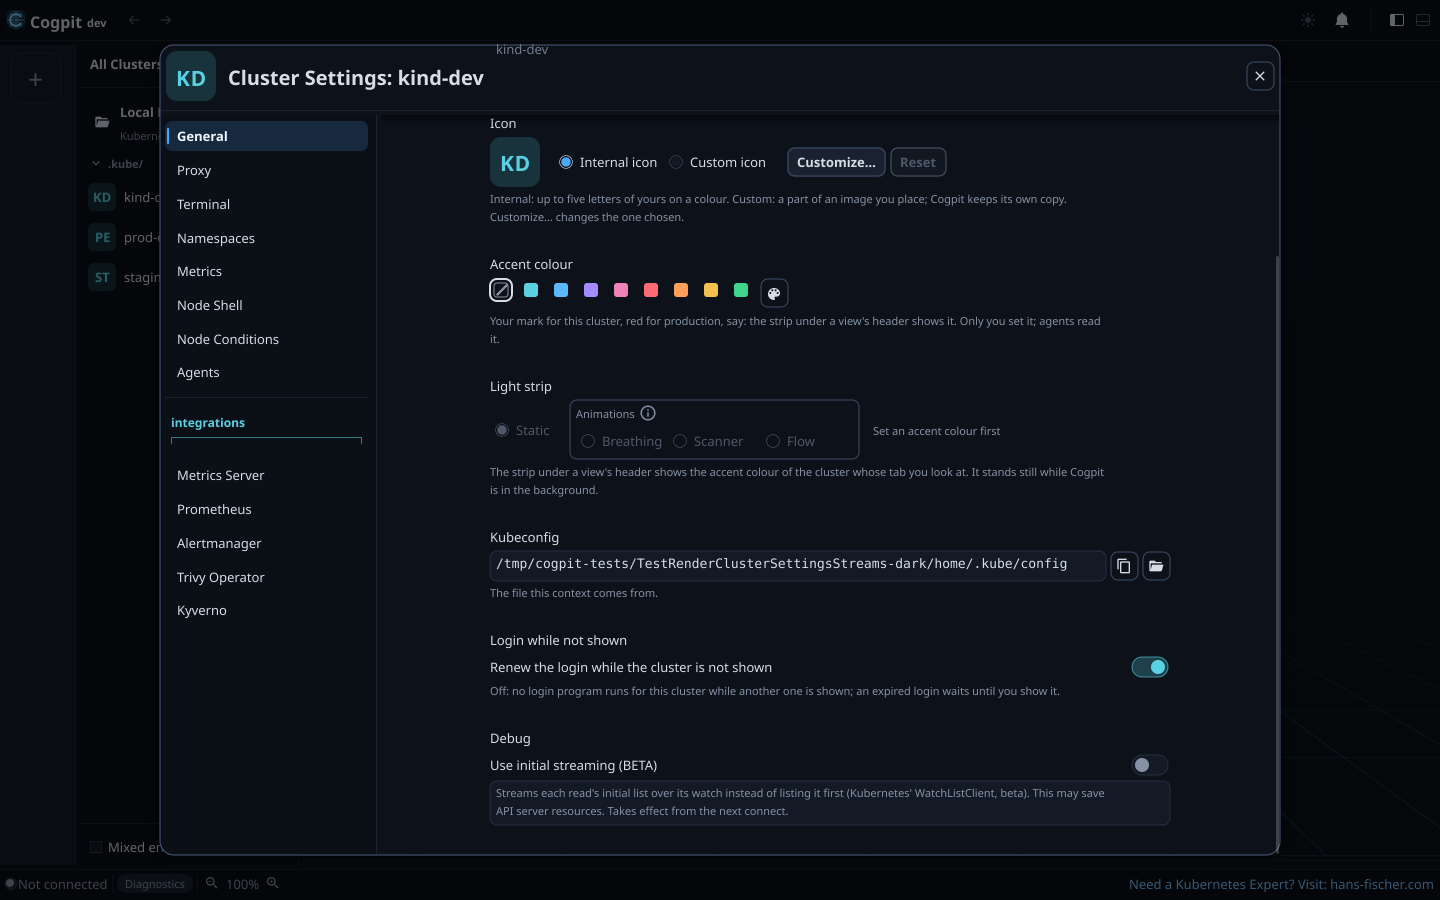 Cogpit dev
kind-dev
All Clusters
KD
Cluster Settings: kind-dev
Local
.kube/
KD
PE
ST
General
Proxy
Terminal
Namespaces
Metrics
Node Shell
Node Conditions
Agents
integrations
Metrics Server
Prometheus
Alertmanager
Trivy Operator
Kyverno
Icon
KD
Internal icon
Custom icon
Customize...
Reset
Internal: up to five letters of yours on a colour. Custom: a part of an image you place; Cogpit keeps its own copy.
Customize... changes the one chosen.
Accent colour
Your mark for this cluster, red for production, say: the strip under a view's header shows it. Only you set it; agents read
it.
Light strip
Static
Animations
Breathing
Scanner
Flow
Set an accent colour first
The strip under a view's header shows the accent colour of the cluster whose tab you look at. It stands still while Cogpit
is in the background.
Kubeconfig
/tmp/cogpit-tests/TestRenderClusterSettingsStreams-dark/home/.kube/config
The file this context comes from.
Login while not shown
Renew the login while the cluster is not shown
Off: no login program runs for this cluster while another one is shown; an expired login waits until you show it.
Debug
Use initial streaming (BETA)
Streams each read's initial list over its watch instead of listing it first (Kubernetes' WatchListClient, beta). This may save
API server resources. Takes effect from the next connect.
Mixed
Not connected
Diagnostics
100%
Need a Kubernetes Expert? Visit: hans-fischer.com